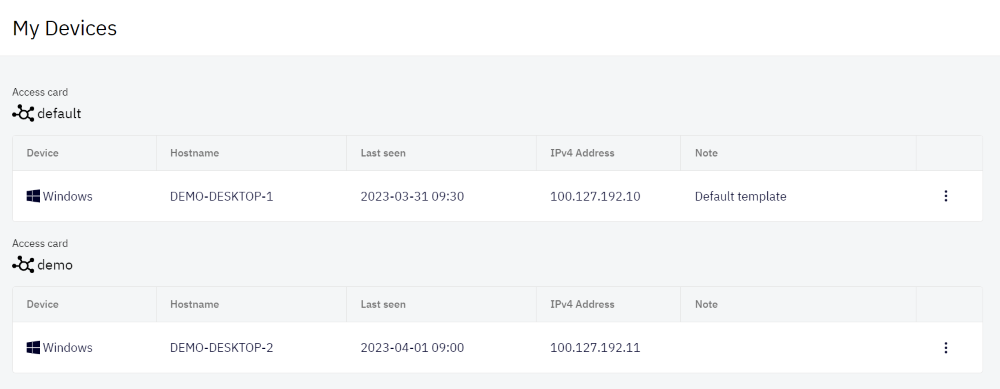 My Devices
Access card
default
Device Hostname Last seen IPv4 Address Note
Windows DEMO-DESKTOP-1 2023-03-31 09:30 100.127.192.10 Default template
Access card
demo
Device Hostname Last seen IPv4 Address Note
Windows DEMO-DESKTOP-2 2023-04-01 09:00 100.127.192.11